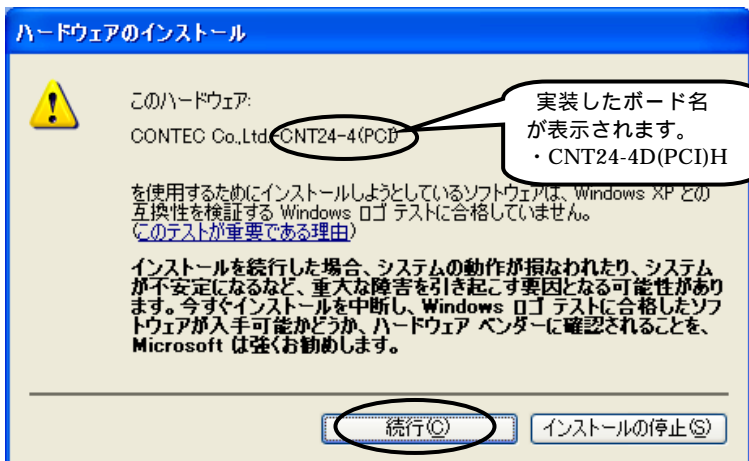 ハードウェアのインストール
このハードウェア:
CONTEC Co.,Ltd.-CNT24-4(PCI)
実装したボード名
が表示されます。
・CNT24-4D(PCI)H
を使用するためにインストールしようとしているソフトウェアは、Windows XP との
互換性を検証する Windows ロゴ テストに合格していません。
(このテストが重要である理由)
インストールを続行した場合、システムの動作が損なわれたり、システム
が不安定になるなど、重大な障害を引き起こす要因となる可能性があり
ます。今すぐインストールを中断し、Windows ロゴ テストに合格したソフ
トウェアが入手可能かどうか、ハードウェア ベンダーに確認されることを、
Microsoft は強くお勧めします。
続行(C)
インストールの停止(S)